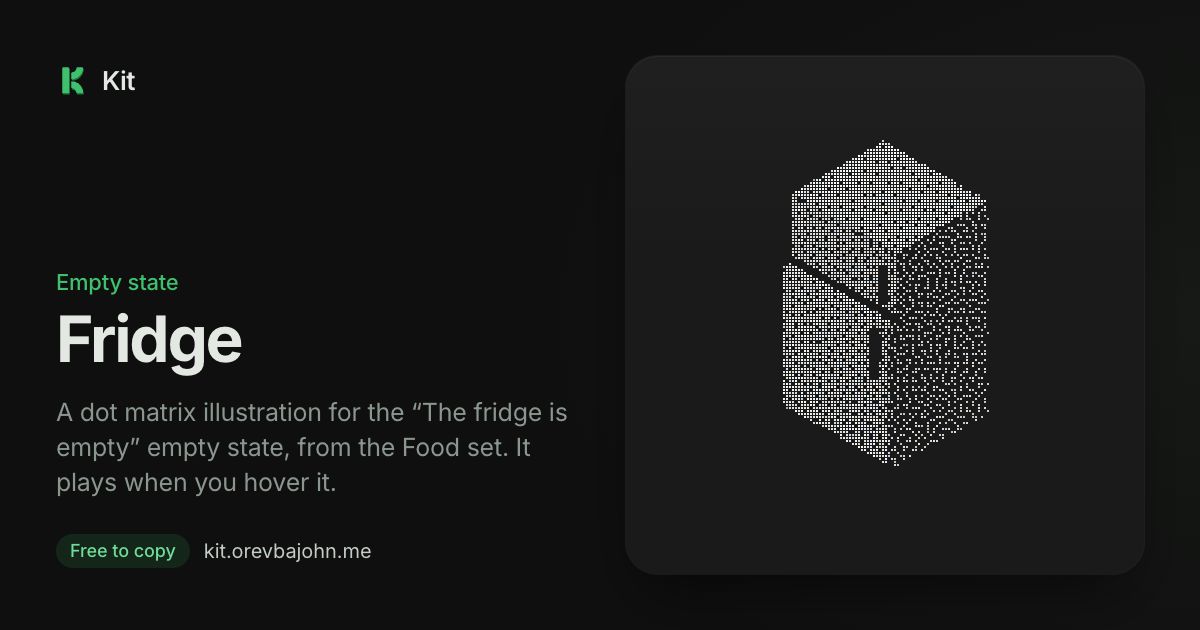 Kit
Empty state
Fridge
A dot matrix illustration for the “The fridge is
empty” empty state, from the Food set. It
plays when you hover it.
Free to copy
kit.orevbajohn.me